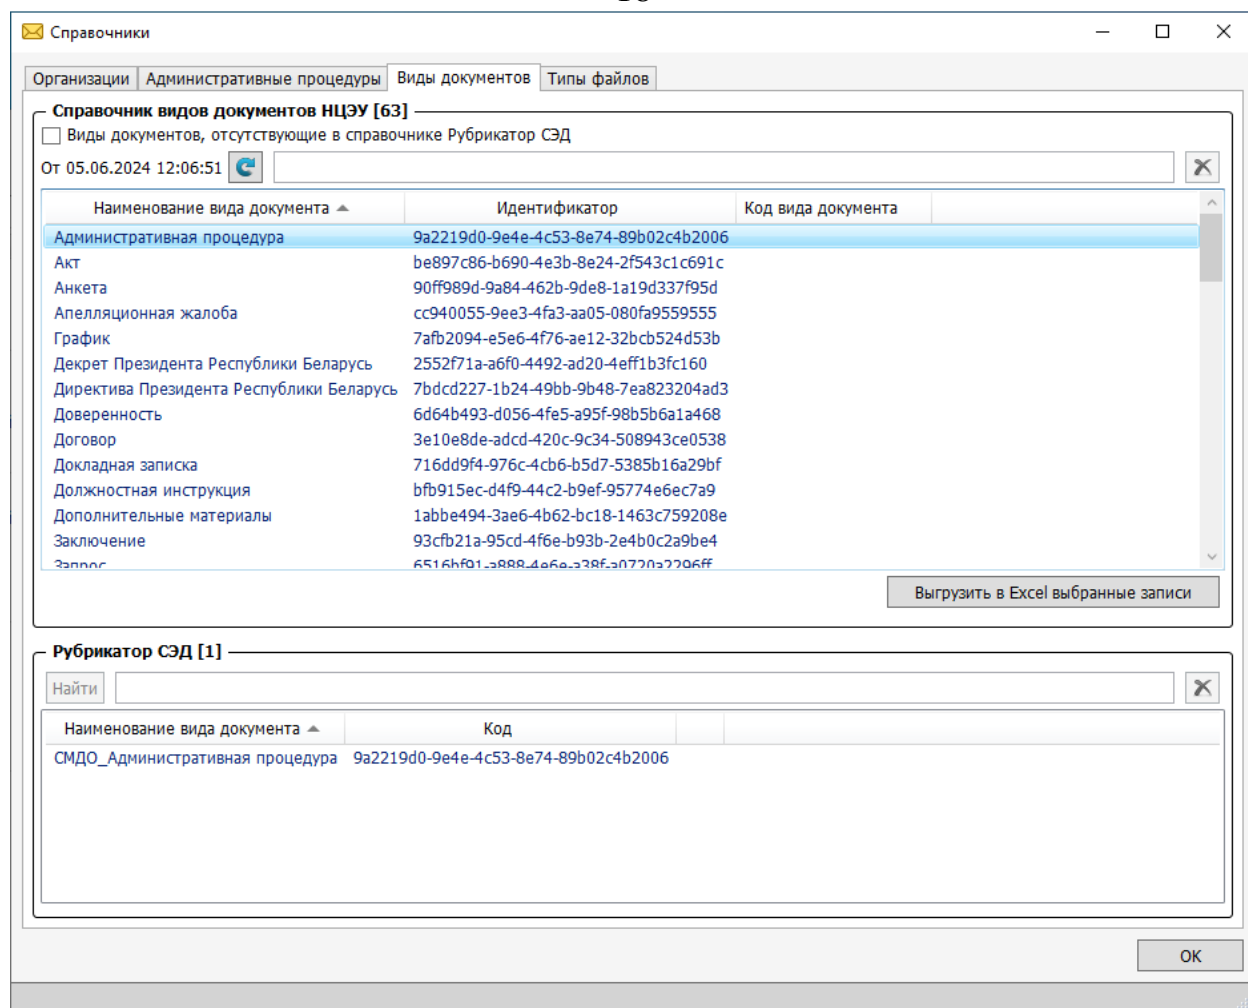 Справочники
Организации Административные процедуры Виды документов Типы файлов
Справочник видов документов НЦЭУ [63]
Виды документов, отсутствующие в справочнике Рубрикатор СЭД
От 05.06.2024 12:06:51
Наименование вида документа Идентификатор Код вида документа
Административная процедура 9a2219d0-9e4e-4c53-8e74-89b02c4b2006
Акт be897c86-b690-4e3b-8e24-2f543c1c691c
Анкета 90ff989d-9a84-462b-9de8-1a19d337f95d
Апелляционная жалоба cc940055-9ee3-4fa3-aa05-080fa9559555
График 7afb2094-e5e6-4f76-ae12-32bcb524d53b
Декрет Президента Республики Беларусь 2552f71a-a6f0-4492-ad20-4eff1b3fc160
Директива Президента Республики Беларусь 7bdcd227-1b24-49bb-9b48-7ea823204ad3
Доверенность 6d64b493-d056-4fe5-a95f-98b5b6a1a468
Договор 3e10e8de-adcd-420c-9c34-508943ce0538
Докладная записка 716dd9f4-976c-4cb6-b5d7-5385b16a29bf
Должностная инструкция bfb915ec-d4f9-44c2-b9ef-95774e6ec7a9
Дополнительные материалы 1abbe494-3ae6-4b62-bc18-1463c759208e
Заключение 93cfb21a-95cd-4f6e-b93b-2e4b0c2a9be4
Запрос 6516bf91-a888-4e6e-a38f-a0720a2296ff
Выгрузить в Excel выбранные записи
Рубрикатор СЭД [1]
Найти
Наименование вида документа Код
СМДО_Административная процедура 9a2219d0-9e4e-4c53-8e74-89b02c4b2006
OK